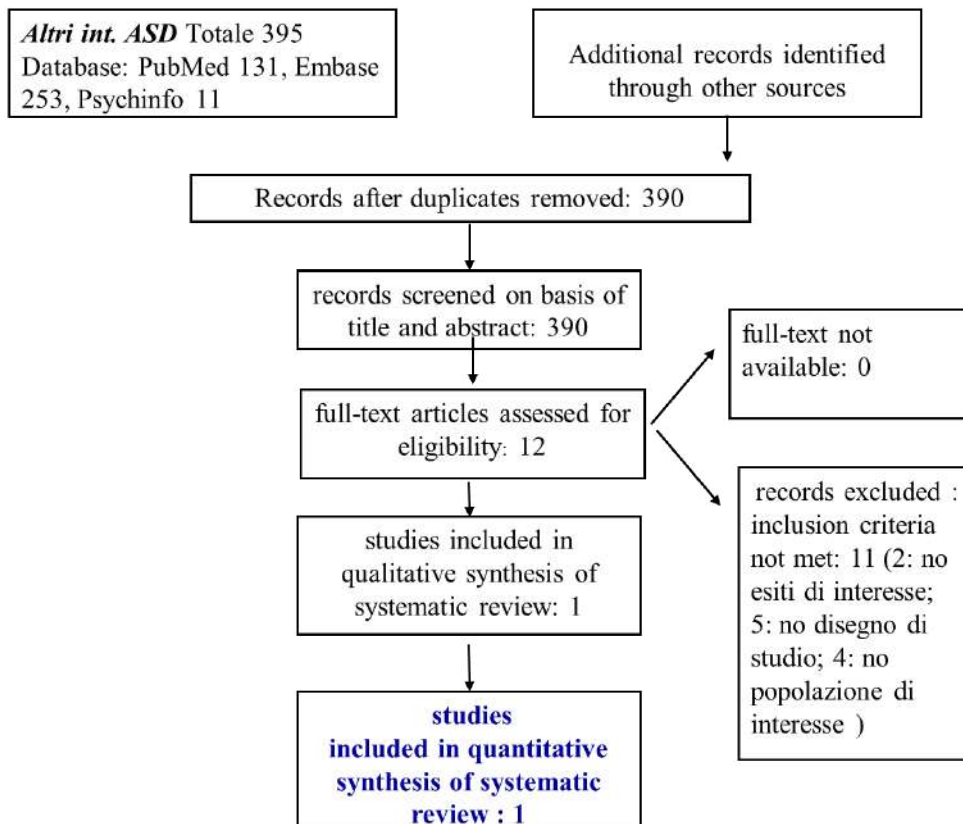 Altri int. ASD Totale 395
Database: PubMed 131, Embase
253, Psychinfo 11
Additional records identified
through other sources
Records after duplicates removed: 390
records screened on basis of
title and abstract: 390
full-text not
available: 0
full-text articles assessed for
eligibility: 12
records excluded :
inclusion criteria
not met: 11 (2: no
esiti di interesse;
5: no disegno di
studio; 4: no
popolazione di
interesse )
studies included in
qualitative synthesis of
systematic review: 1
studies
included in quantitative
synthesis of systematic
review : 1